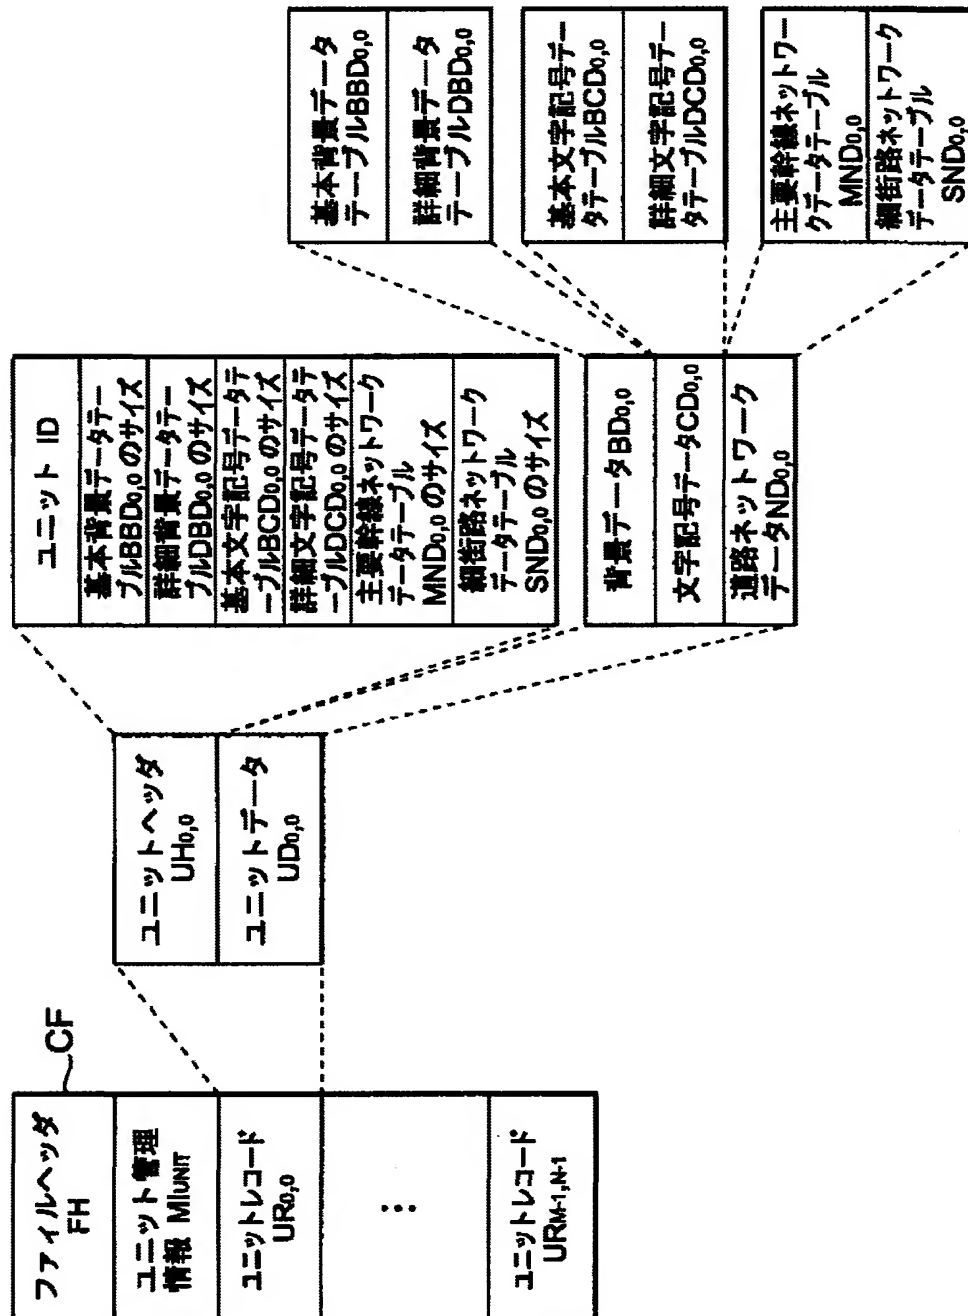 CF
ファイルヘッダ
FH
ユニット管理
情報 MIUNIT
ユニットレコード
UR0,0
⋮
ユニットレコード
URM-1,N-1
ユニットヘッダ
UH0,0
ユニットデータ
UD0,0
ユニット ID
基本背景データテー
ブルBBD0,0 のサイズ
詳細背景データテー
ブルDBD0,0 のサイズ
基本文字記号データテ
ーブルBCD0,0 のサイズ
詳細文字記号データテ
ーブルDCD0,0 のサイズ
主要幹線ネットワーク
データテーブル
MND0,0 のサイズ
細街路ネットワーク
データテーブル
SND0,0 のサイズ
背景データBD0,0
文字記号データCD0,0
道路ネットワーク
データND0,0
基本背景データ
テーブルBBD0,0
詳細背景データ
テーブルDBD0,0
基本文字記号デー
タテーブルBCD0,0
詳細文字記号デー
タテーブルDCD0,0
主要幹線ネットワー
クデータテーブル
MND0,0
細街路ネットワーク
データテーブル
SND0,0